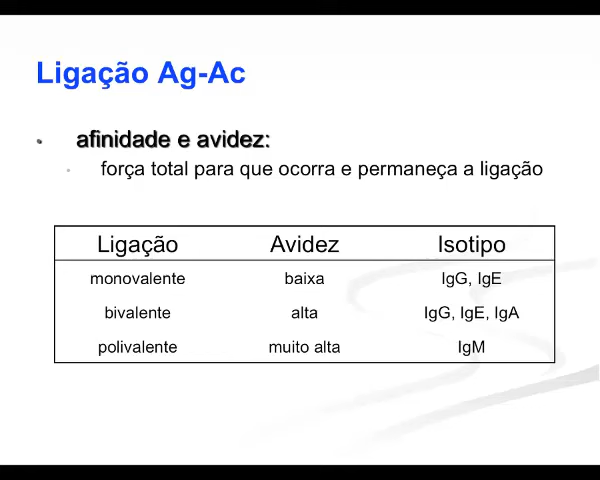 Ligação Ag-Ac
• afinidade e avidez:
• força total para que ocorra e permaneça a ligação
Ligação Avidez Isotipo
monovalente baixa IgG, IgE
bivalente alta IgG, IgE, IgA
polivalente muito alta IgM